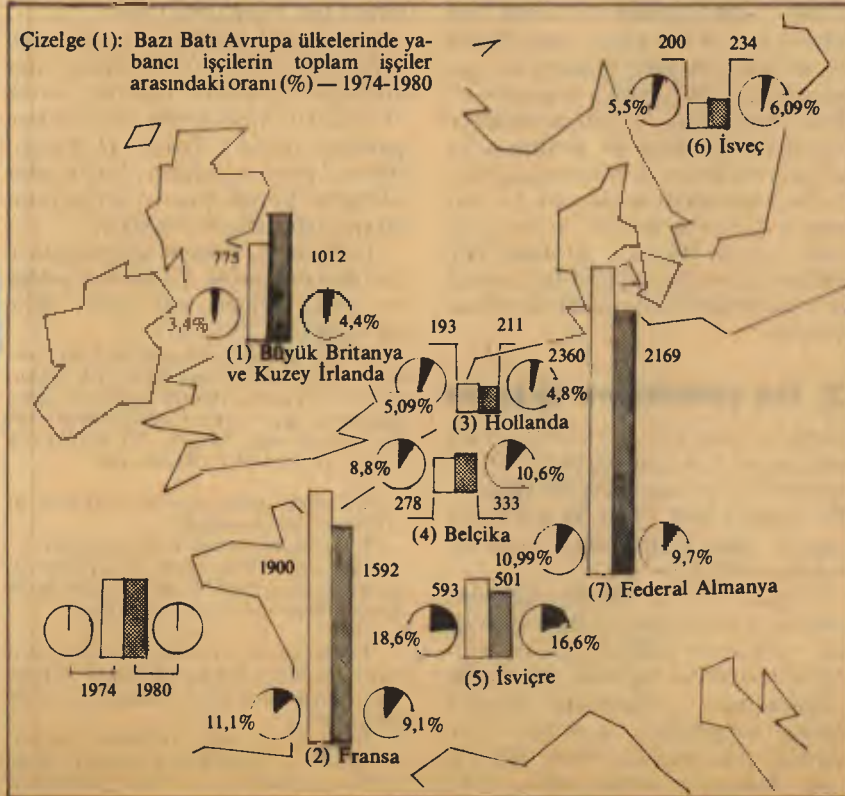 Çizelge (1): Bazı Batı Avrupa ülkelerinde ya-
bancı işçilerin toplam işçiler
arasındaki oranı (%) — 1974-1980
200 234
5,5% 6,09%
(6) İsveç
775 1012
3,4% 4,4%
(1) Büyük Britanya
ve Kuzey İrlanda
193 211
5,09% 4,8%
(3) Hollanda
2360 2169
8,8% 10,6%
278 333
(4) Belçika
10,99% 9,7%
(7) Federal Almanya
1900 1592
593 501
18,6% 16,6%
(5) İsviçre
1974 1980
11,1% 9,1%
(2) Fransa